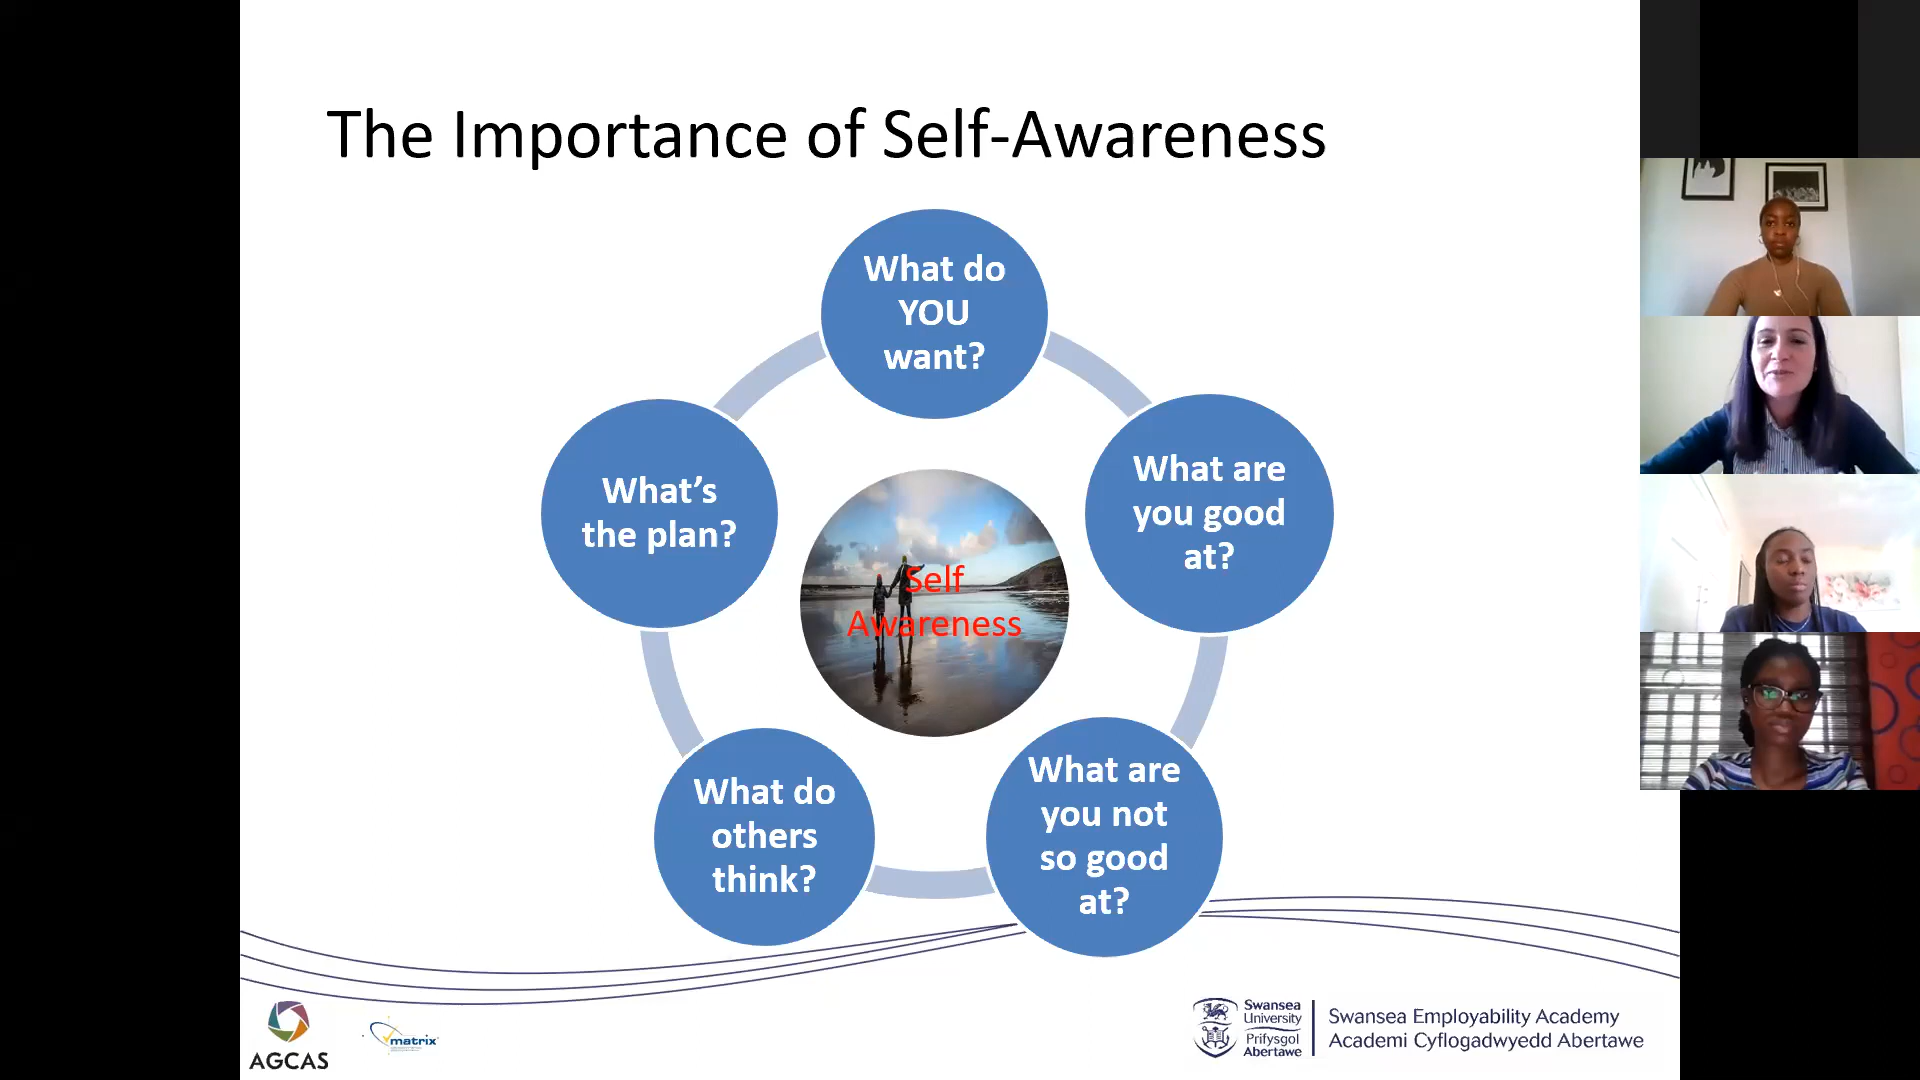 The Importance of Self-Awareness
What do
YOU
want?
What are
you good
at?
What are
you not
so good
at?
What do
others
think?
What's
the plan?
Self
Awareness
AGCAS
matrix
Swansea
University
Prifysgol
Abertawe
Swansea Employability Academy
Academi Cyflogadwyedd Abertawe